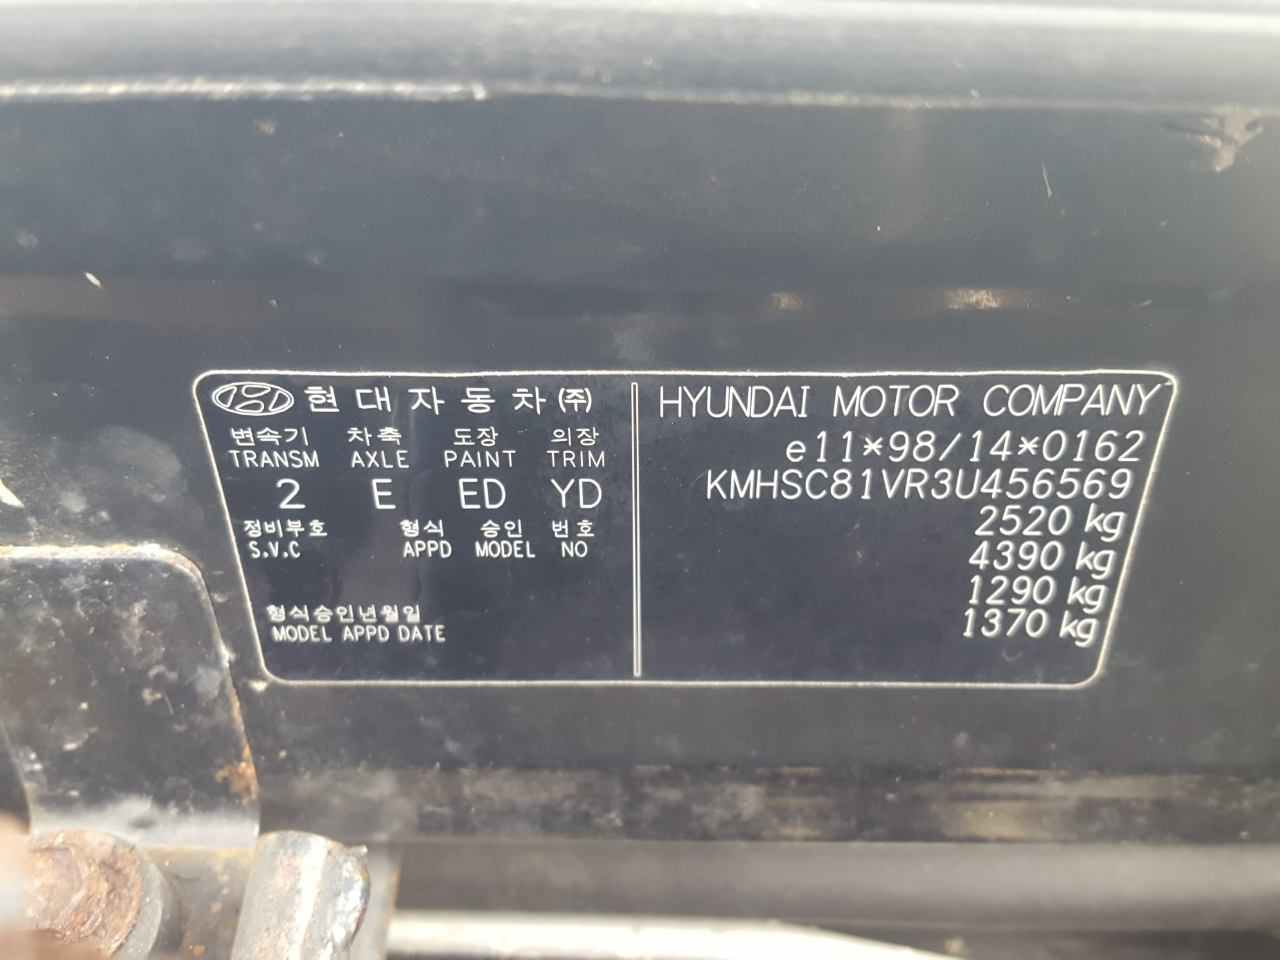 현대자동차(주)
변속기 차축 도장 의장
TRANSM AXLE PAINT TRIM
2 E ED YD
정비부호 형식 승인 번호
S.V.C APPD MODEL NO
형식승인년월일
MODEL APPD DATE
HYUNDAI MOTOR COMPANY
e11*98/14*0162
KMHSC81VR3U456569
2520 kg
4390 kg
1290 kg
1370 kg